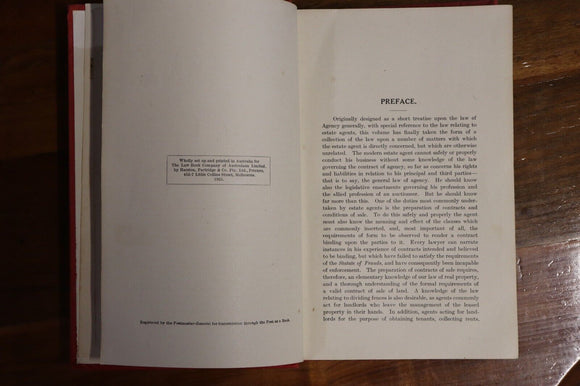 Wholly set up and printed in Australia for
The Law Book Company of Australasia Limited,
by Halstead, Partridge & Co. Pty. Ltd., Printers,
Little Collins Street, Melbourne.
Registered by the Postmaster-General for transmission through the Post as a Book.
PREFACE.
Originally designed as a short treatise upon the law of
Agency generally, with special reference to the law relating to
estate agents, this volume has finally taken the form of a
collection of the law upon a number of matters with which
the estate agent is directly concerned, but which are otherwise
unrelated. The modern estate agent cannot safely or properly
conduct his business without some knowledge of the law
governing the contract of agency, so far as concerns his rights
and liabilities in relation to his principal and third parties—
that is to say, the general law of agency. He should know
also the legislative enactments governing his profession and
the allied profession of an auctioneer. But he should know
far more than this. One of the duties most commonly under-
taken by estate agents is the preparation of contracts and
conditions of sale. To do this safely and properly the agent
must also know the meaning and effect of the clauses which
are commonly inserted, and, most important of all, the
requirements of form to be observed to render a contract
binding upon the parties to it. Every lawyer can narrate
instances in his experience of contracts intended and believed
to be binding, but which have failed to satisfy the requirements
of the Statute of Frauds, and have consequently been incapable
of enforcement. The preparation of contracts of sale requires,
therefore, an elementary knowledge of our law of real property,
and a thorough understanding of the formal requirements of
a valid contract of sale of land. A knowledge of the law
relating to dividing fences is also desirable, as agents commonly
act for landlords who leave the management of the leased
property in their hands. In addition, agents acting for land-
lords for the purpose of obtaining tenants, collecting rents,